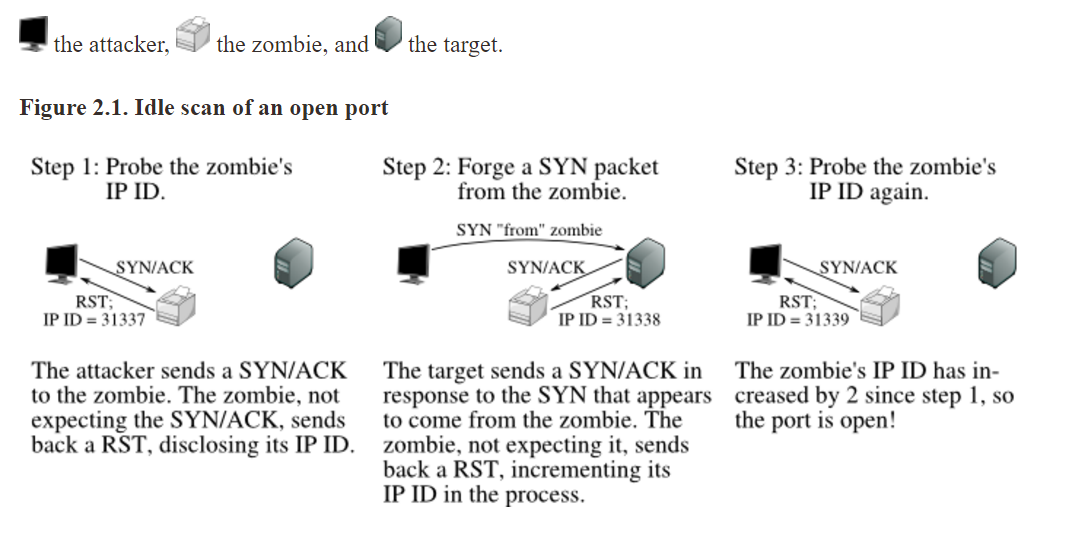 the attacker, the zombie, and the target.
Figure 2.1. Idle scan of an open port
Step 1: Probe the zombie's
IP ID.
SYN/ACK
RST;
IP ID = 31337
The attacker sends a SYN/ACK
to the zombie. The zombie, not
expecting the SYN/ACK, sends
back a RST, disclosing its IP ID.
Step 2: Forge a SYN packet
from the zombie.
SYN "from" zombie
SYN/ACK
RST;
IP ID = 31338
The target sends a SYN/ACK in
response to the SYN that appears
to come from the zombie. The
zombie, not expecting it, sends
back a RST, incrementing its
IP ID in the process.
Step 3: Probe the zombie's
IP ID again.
SYN/ACK
RST;
IP ID = 31339
The zombie's IP ID has in-
creased by 2 since step 1, so
the port is open!